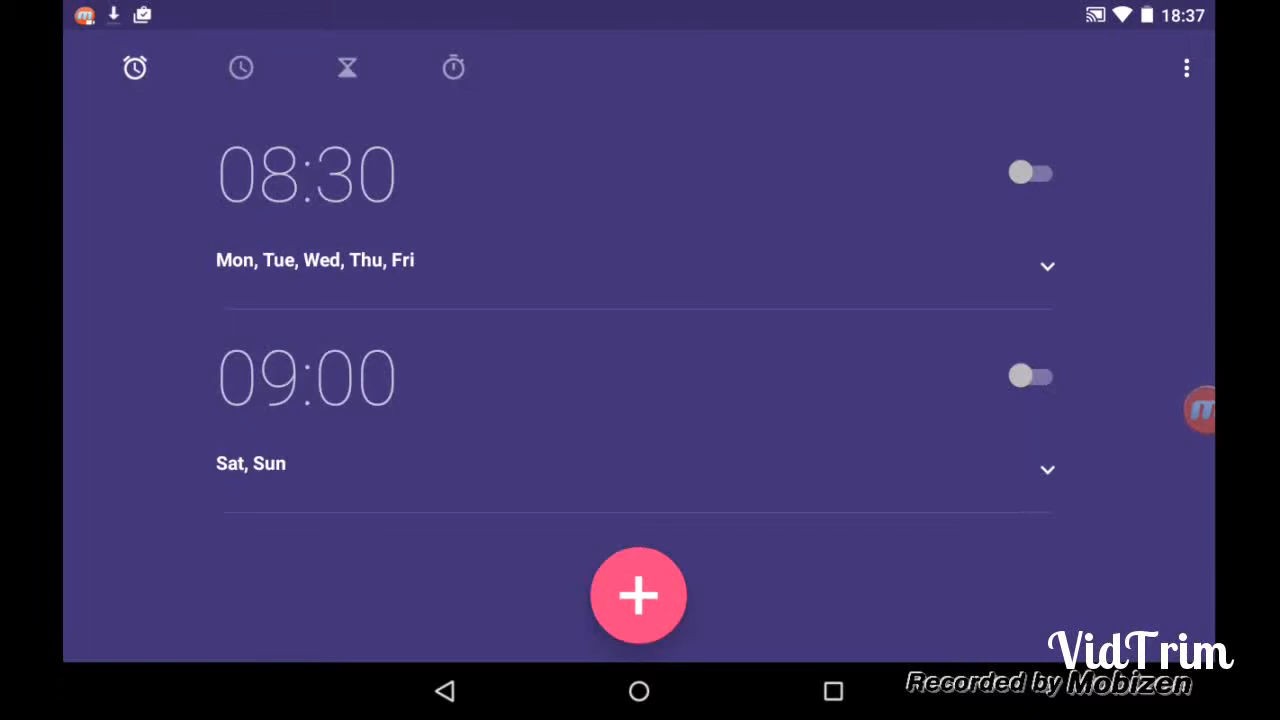 18:37
08:30
Mon, Tue, Wed, Thu, Fri
09:00
Sat, Sun
VidTrim
Recorded by Mobizen